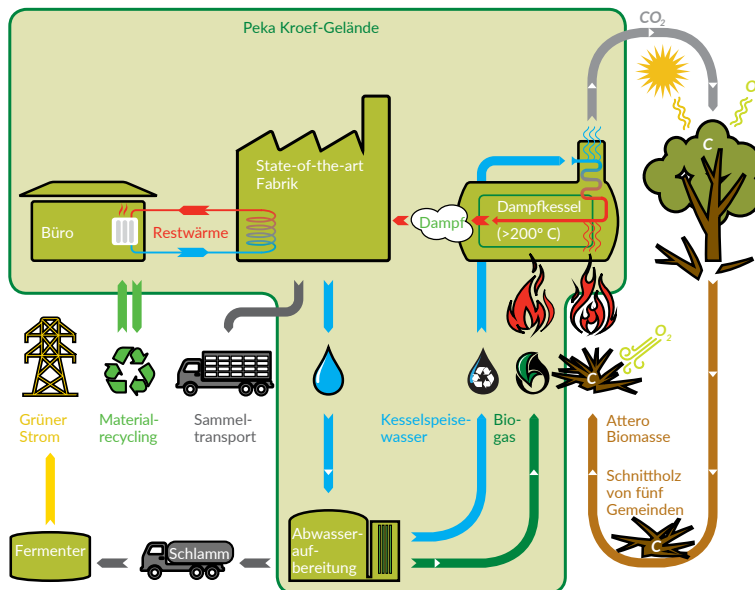 Peka Kroef-Gelände
CO₂
O
C
State-of-the-art
Fabrik
Dampfkessel
(>200° C)
Dampf
Büro
Restwärme
O₂
C
Grüner
Strom
Material-
recycling
Sammel-
transport
Kesselspeise-
wasser
Bio-
gas
Attero
Biomasse
Schnittholz
von fünf
Gemeinden
C
Fermenter
Schlamm
Abwasser-
auf-
bereitung